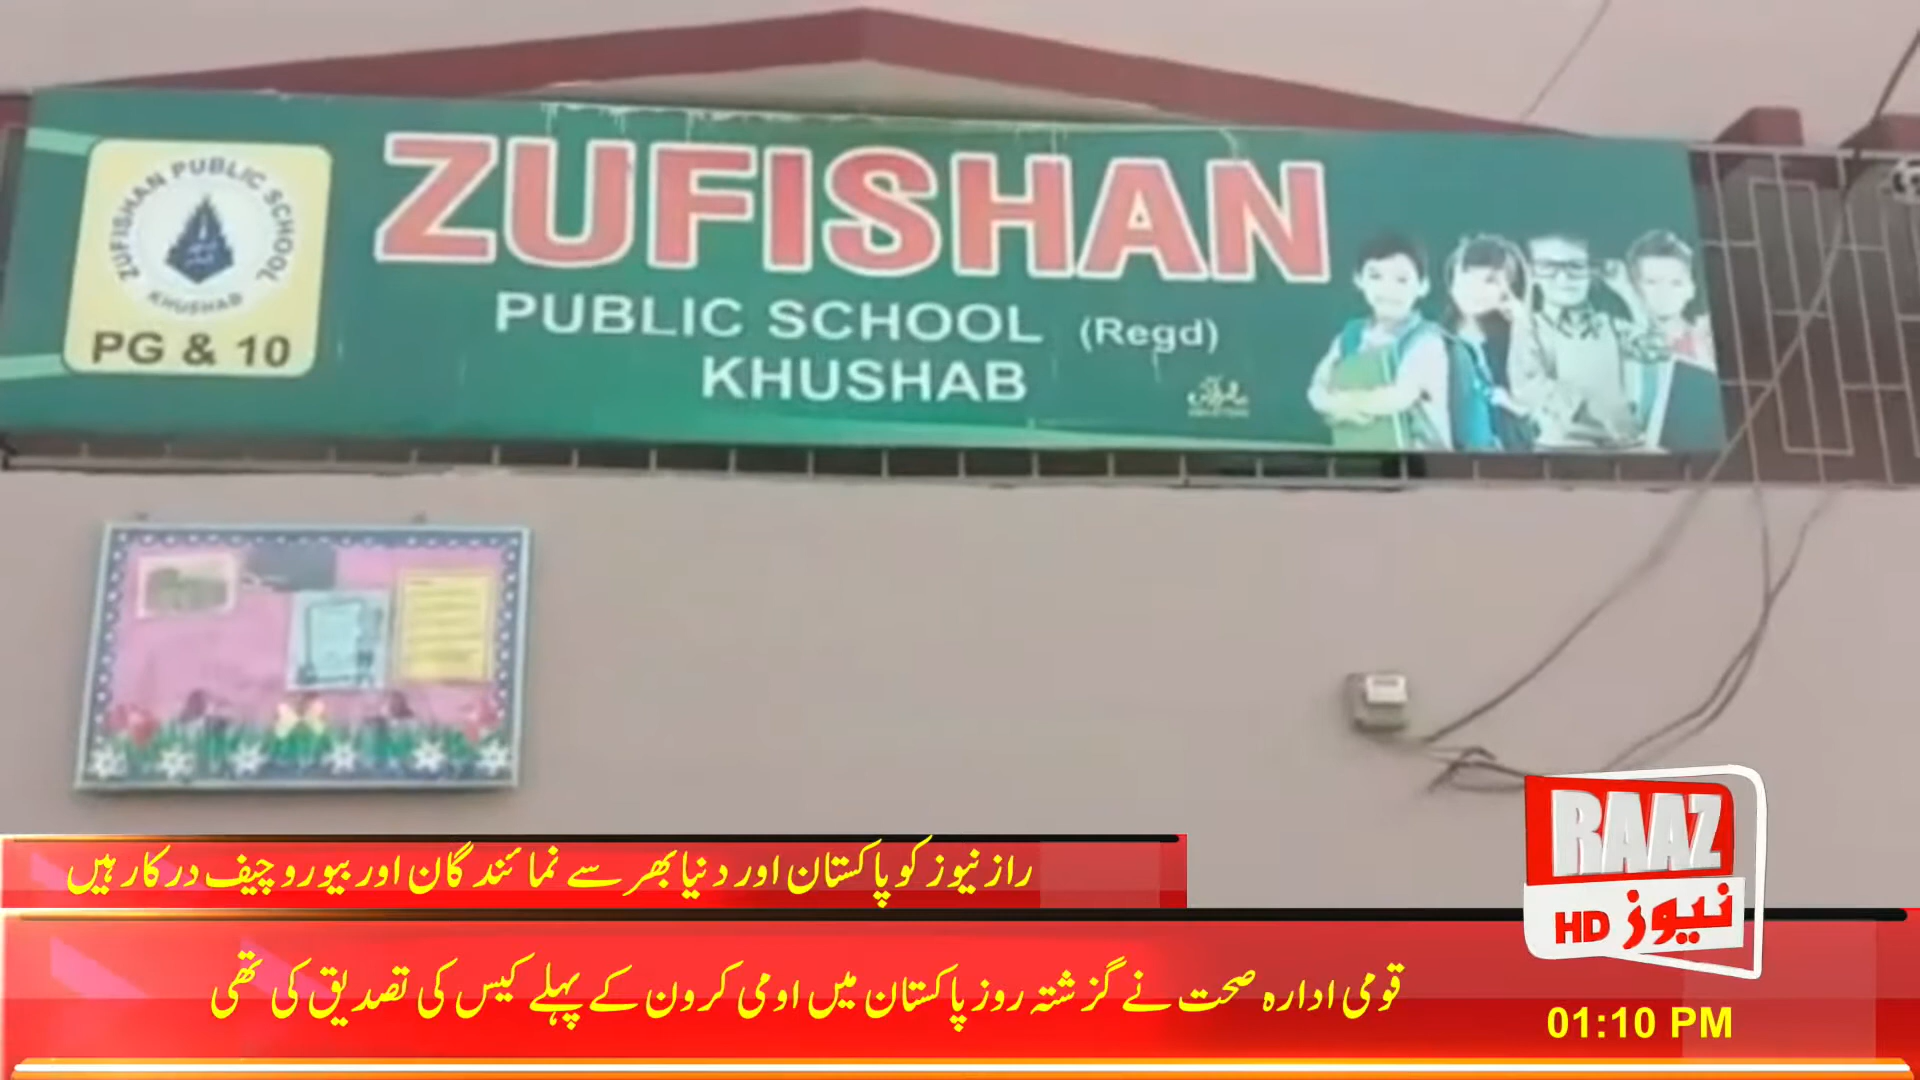 ZUFISHAN PUBLIC SCHOOL
KHUSHAB
PG & 10
ZUFISHAN
PUBLIC SCHOOL (Regd)
KHUSHAB
راز نیوز کو پاکستان اور دنیا بھر سے نمائندگان اور بیورو چیف درکار ہیں
RAAZ
نیوز HD
قومی ادارہ صحت نے گزشتہ روز پاکستان میں اومی کرون کے پہلے کیس کی تصدیق کی تھی
01:10 PM